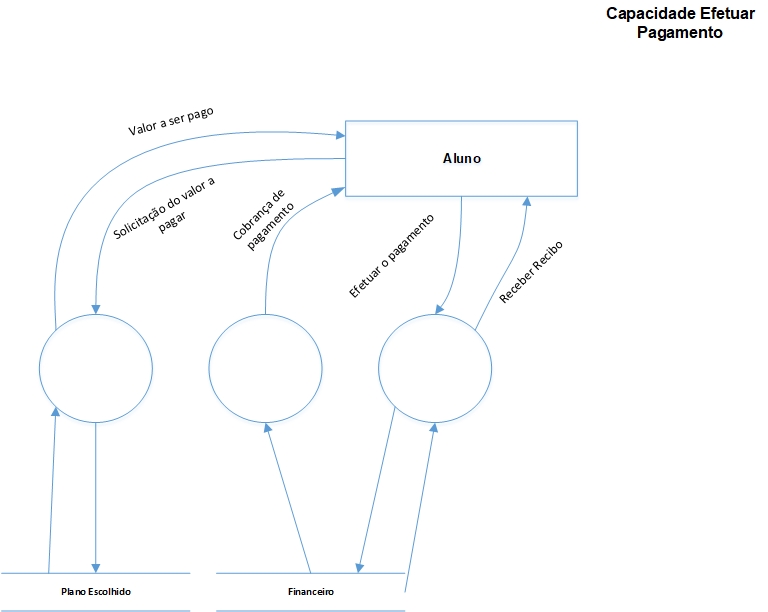 Capacidade Efetuar
Pagamento
Valor a ser pago
Aluno
Solicitação do valor a
pagar
Cobrança de
pagamento
Efetuar o pagamento
Receber Recibo
Plano Escolhido
Financeiro